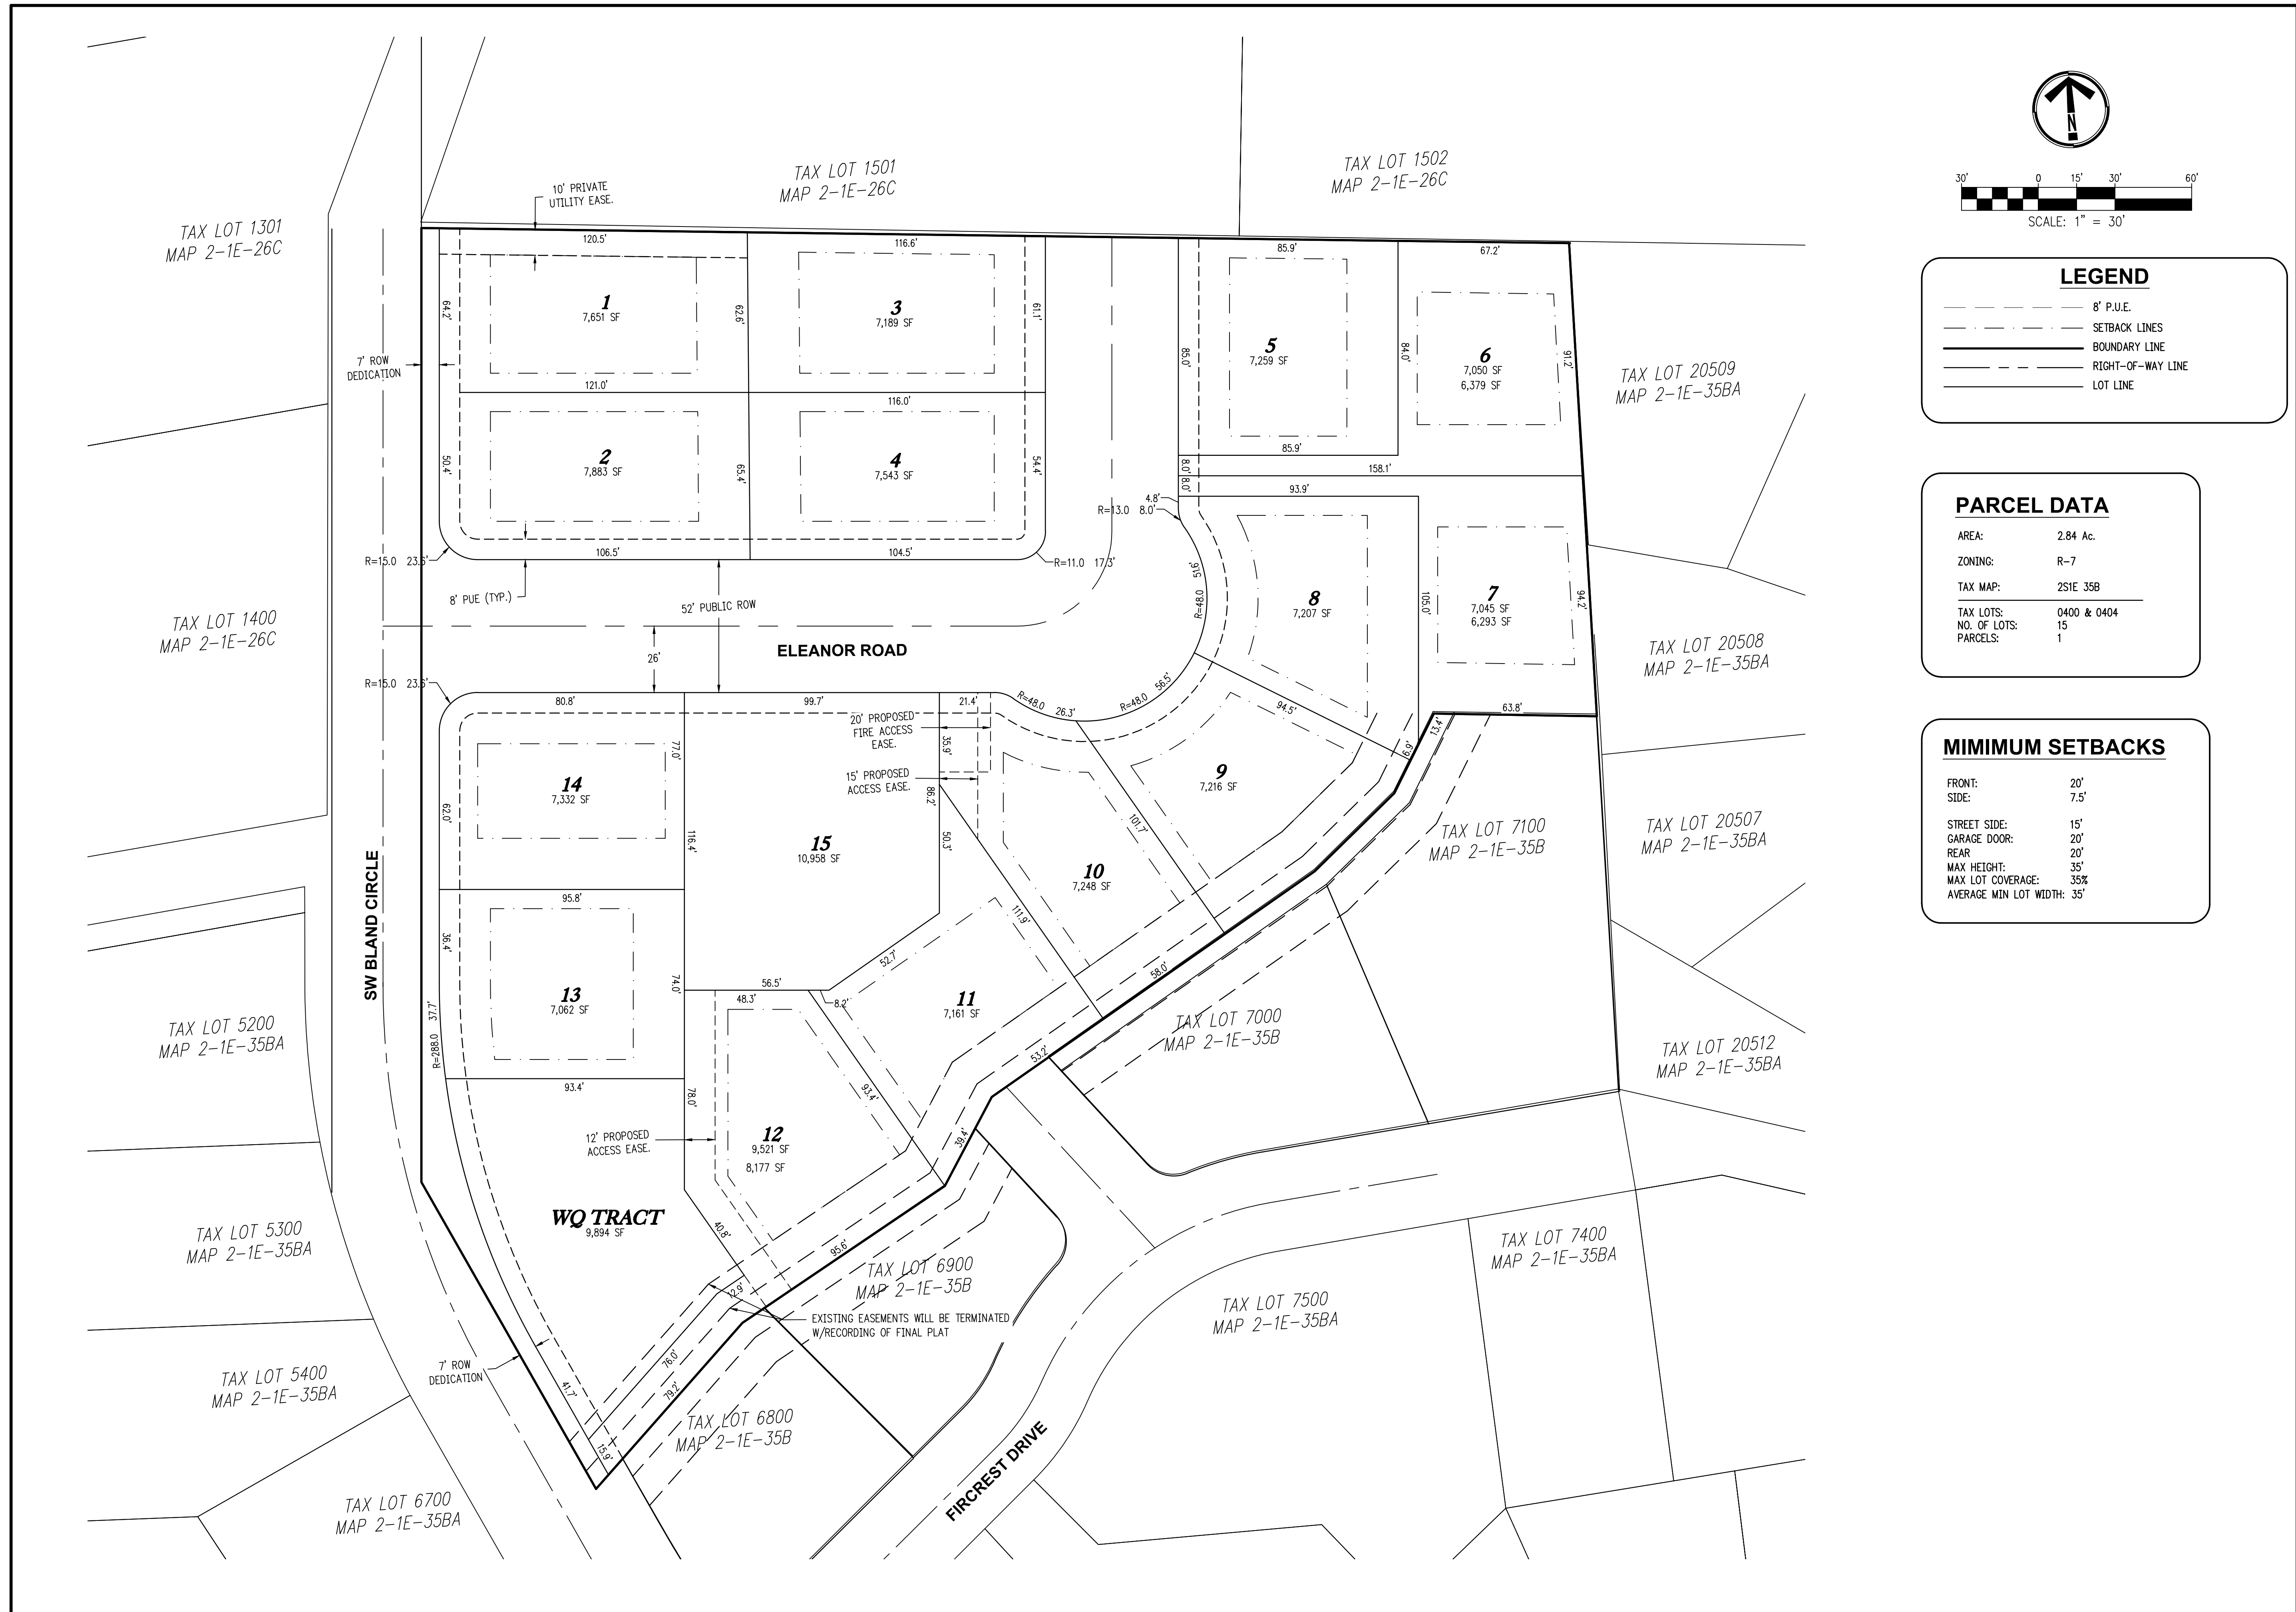 TAX LOT 1501
MAP 2-1E-26C
TAX LOT 1502
MAP 2-1E-26C
10' PRIVATE
UTILITY EASE.
TAX LOT 1301
MAP 2-1E-26C
N
30' 0 15' 30' 60'
SCALE: 1" = 30'
LEGEND
8' P.U.E.
SETBACK LINES
BOUNDARY LINE
RIGHT-OF-WAY LINE
LOT LINE
PARCEL DATA
AREA: 2.84 Ac.
ZONING: R-7
TAX MAP: 2S1E 35B
TAX LOTS: 0400 & 0404
NO. OF LOTS: 15
PARCELS: 1
MIMIMUM SETBACKS
FRONT: 20'
SIDE: 7.5'
STREET SIDE: 15'
GARAGE DOOR: 20'
REAR 20'
MAX HEIGHT: 35'
MAX LOT COVERAGE: 35%
AVERAGE MIN LOT WIDTH: 35'
120.5'
116.6'
85.9'
67.2'
64.2'
1
7,651 SF
62.6'
3
7,189 SF
61.1'
85.0'
5
7,259 SF
84.0'
6
7,050 SF
6,379 SF
91.2'
7' ROW
DEDICATION
TAX LOT 20509
MAP 2-1E-35BA
121.0'
116.0'
50.4'
2
7,883 SF
65.4'
4
7,543 SF
54.4'
85.9'
8.0'
158.1'
8.0'
93.9'
4.8'
R=13.0 8.0'
R=15.0 23.6'
106.5'
104.5'
R=11.0 17.3'
51.6'
R=48.0
8
7,207 SF
105.0'
7
7,045 SF
6,293 SF
94.2'
8' PUE (TYP.)
52' PUBLIC ROW
TAX LOT 1400
MAP 2-1E-26C
26'
ELEANOR ROAD
TAX LOT 20508
MAP 2-1E-35BA
R=15.0 23.6'
80.8'
99.7'
21.4'
R=48.0 26.3'
R=48.0 56.5'
94.5'
63.8'
6.9'
13.4'
20' PROPOSED
FIRE ACCESS
EASE.
35.9'
77.0'
15' PROPOSED
ACCESS EASE.
86.2'
50.3'
14
7,332 SF
62.0'
116.4'
15
10,958 SF
9
7,216 SF
101.7'
10
7,248 SF
111.9'
TAX LOT 7100
MAP 2-1E-35B
TAX LOT 20507
MAP 2-1E-35BA
SW BLAND CIRCLE
95.8'
36.4'
13
7,062 SF
74.0'
56.5'
52.7'
48.3'
8.2'
11
7,161 SF
58.0'
R=288.0 37.7'
TAX LOT 5200
MAP 2-1E-35BA
TAX LOT 7000
MAP 2-1E-35B
53.2'
TAX LOT 20512
MAP 2-1E-35BA
93.4'
78.0'
93.4'
12' PROPOSED
ACCESS EASE.
12
9,521 SF
8,177 SF
39.4'
WQ TRACT
9,894 SF
40.8'
95.6'
TAX LOT 5300
MAP 2-1E-35BA
TAX LOT 6900
MAP 2-1E-35B
TAX LOT 7400
MAP 2-1E-35BA
12.9'
EXISTING EASEMENTS WILL BE TERMINATED
W/RECORDING OF FINAL PLAT
TAX LOT 7500
MAP 2-1E-35BA
7' ROW
DEDICATION
76.0'
79.2'
41.7'
15.9'
TAX LOT 5400
MAP 2-1E-35BA
TAX LOT 6800
MAP 2-1E-35B
FIRCREST DRIVE
TAX LOT 6700
MAP 2-1E-35BA